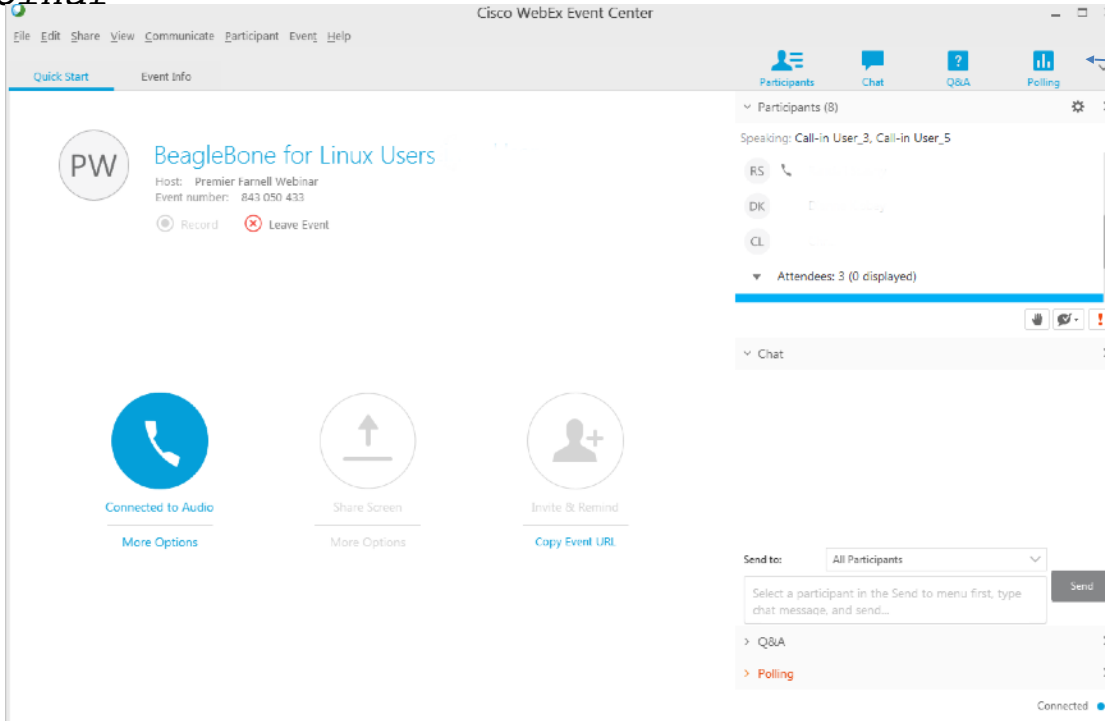 Cisco WebEx Event Center
File Edit Share View Communicate Participant Event Help
Quick Start Event Info
Participants Chat Q&A Polling
Participants (8)
Speaking: Call-in User_3, Call-in User_5
PW
BeagleBone for Linux Users
Host: Premier Farnell Webinar
Event number: 843 050 433
Record Leave Event
RS
DK
CL
Attendees: 3 (0 displayed)
Chat
Connected to Audio Share Screen Invite & Remind
More Options More Options Copy Event URL
Send to: All Participants
Select a participant in the Send to menu first, type
chat message, and send...
Send
Q&A
Polling
Connected